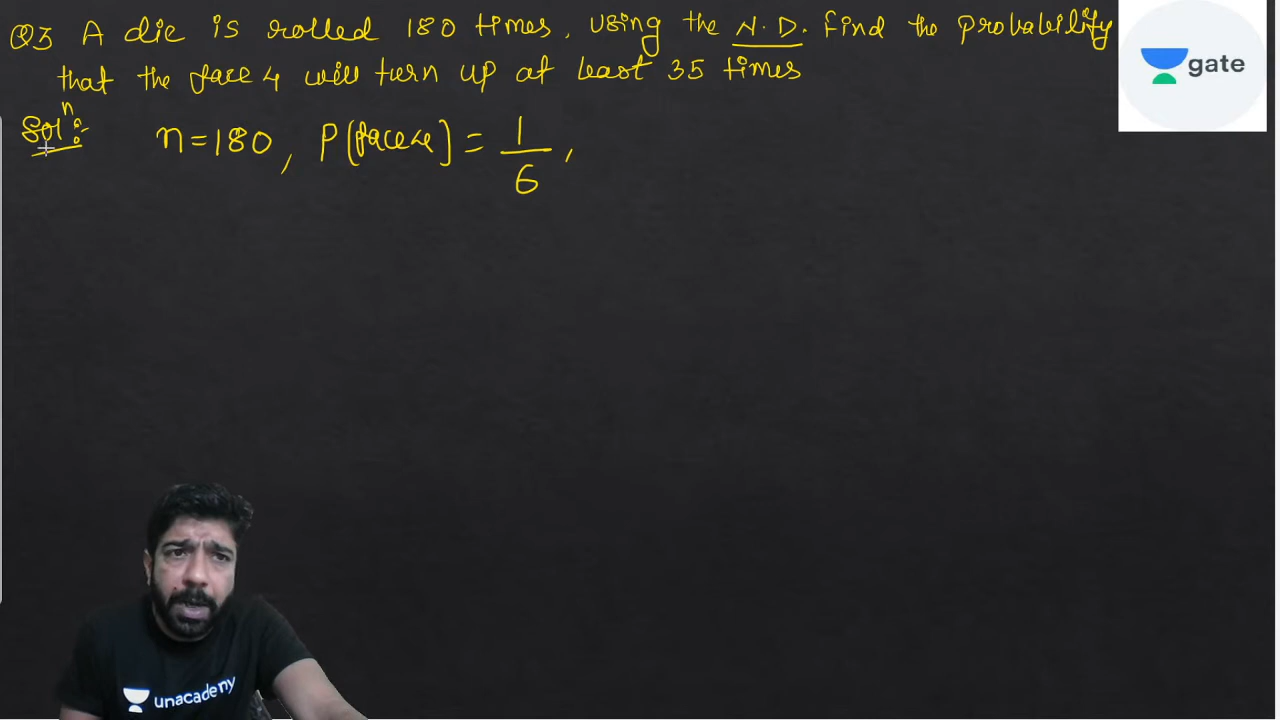 Q3 A die is rolled 180 times, using the N.D. find the probability
that the face 4 will turn up at least 35 times
gate
Solⁿ:- n=180, P(face4) = 1/6,
unacademy